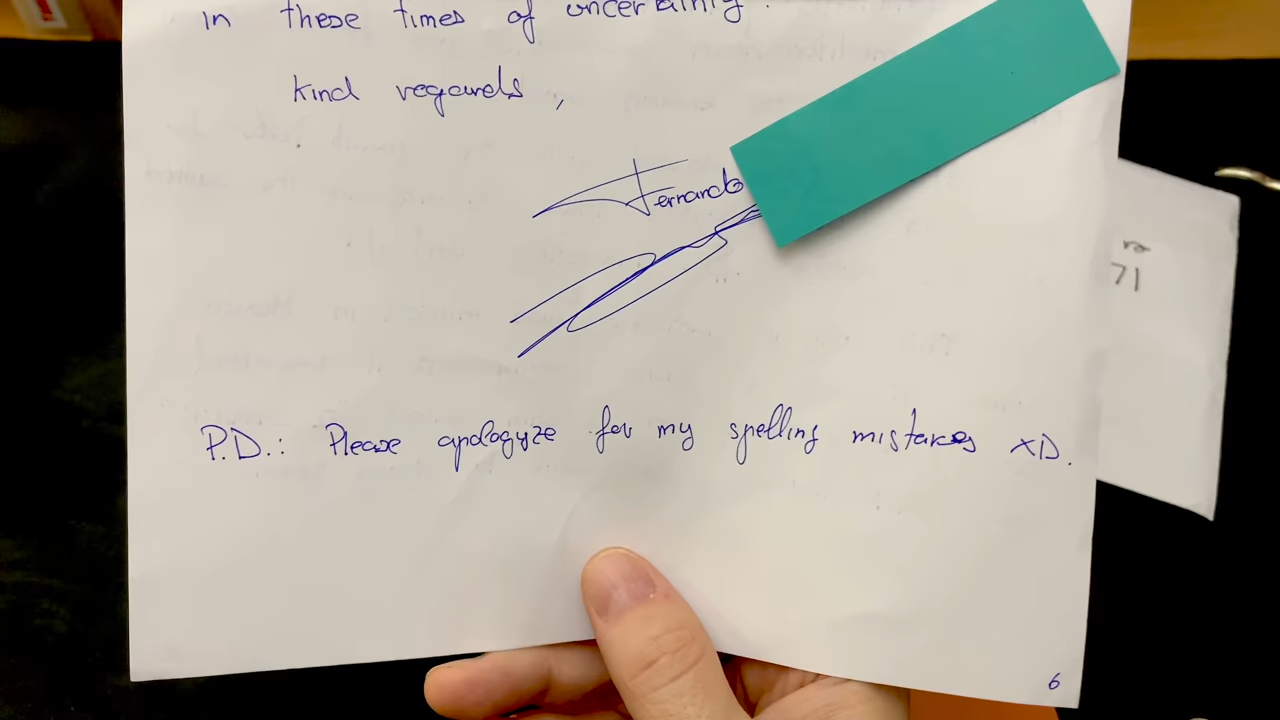 in these times of uncertainty.
Kind regards,
Fernando
P.D.: Please apologyze for my spelling mistakes XD.
6
71